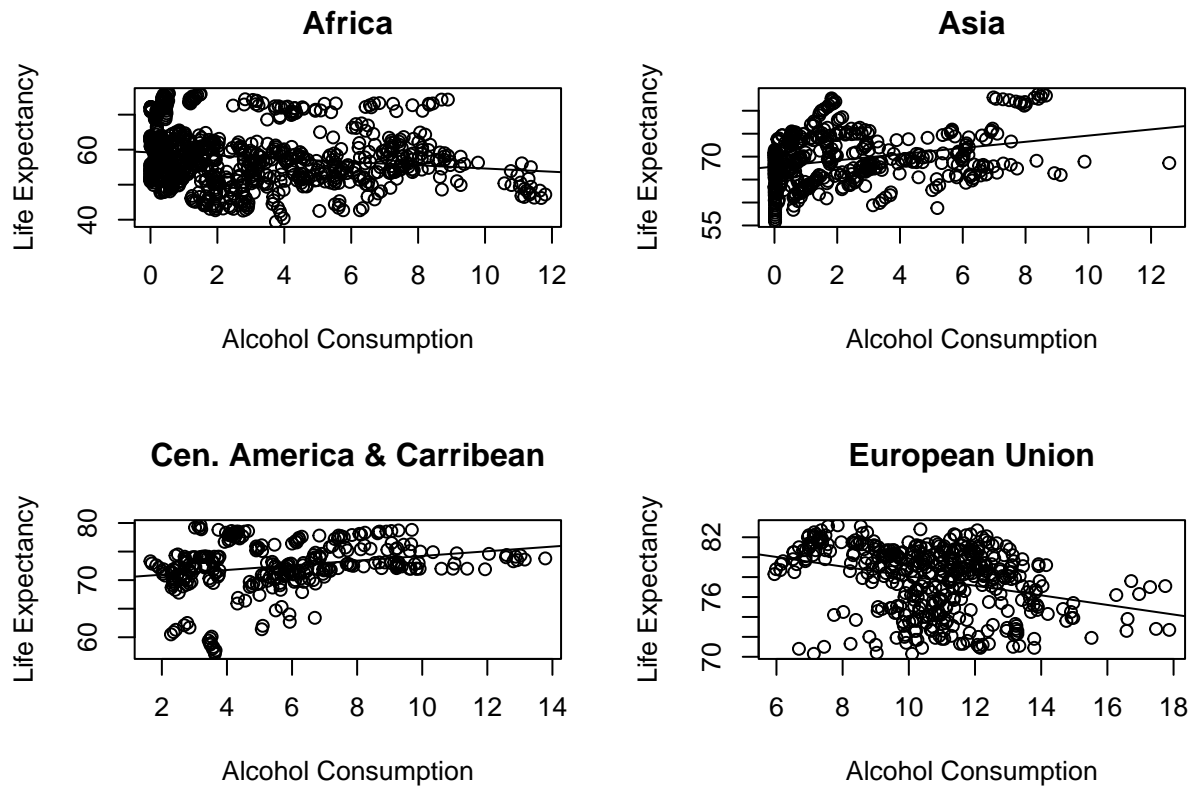 Africa
Life Expectancy
60
40
0 2 4 6 8 10 12
Alcohol Consumption
Asia
Life Expectancy
70
55
0 2 4 6 8 10 12
Alcohol Consumption
Cen. America & Carribean
Life Expectancy
80
70
60
2 4 6 8 10 12 14
Alcohol Consumption
European Union
Life Expectancy
82
76
70
6 8 10 12 14 16 18
Alcohol Consumption